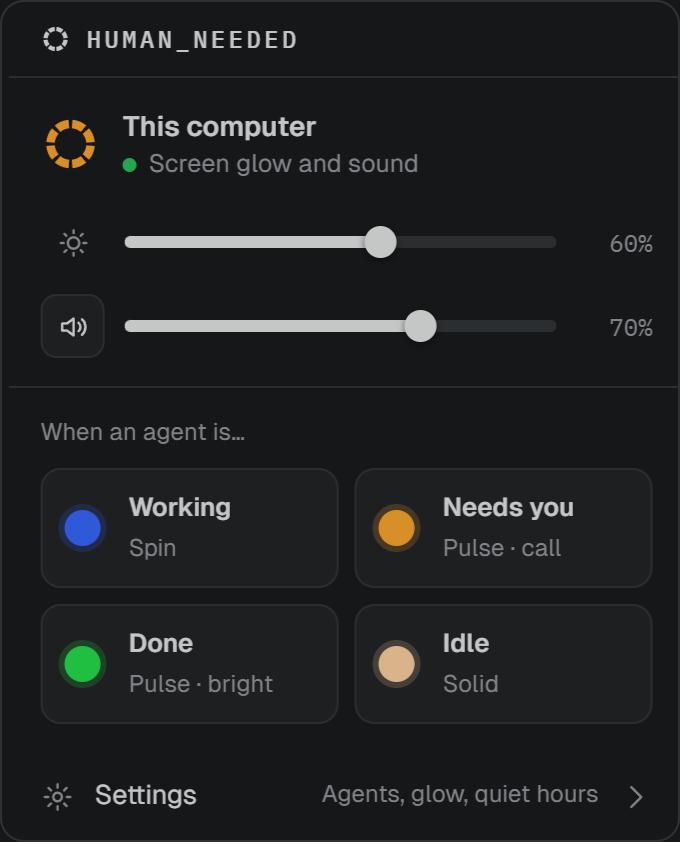 HUMAN_NEEDED
This computer
Screen glow and sound
60%
70%
When an agent is…
Working
Spin
Needs you
Pulse · call
Done
Pulse · bright
Idle
Solid
Settings
Agents, glow, quiet hours